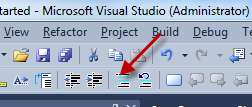 tarted - Microsoft Visual Studio (Administrator)
View Refactor Project Build Debug